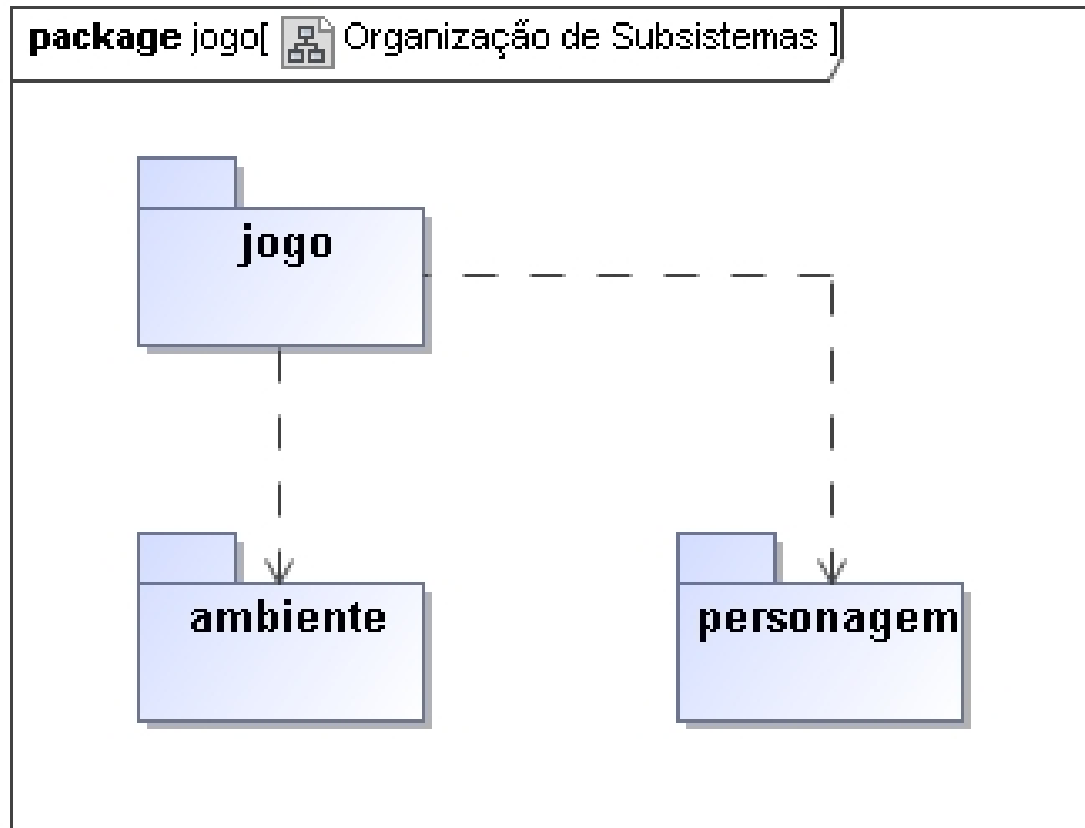 package jogo[ Organização de Subsistemas ]
jogo
ambiente
personagem